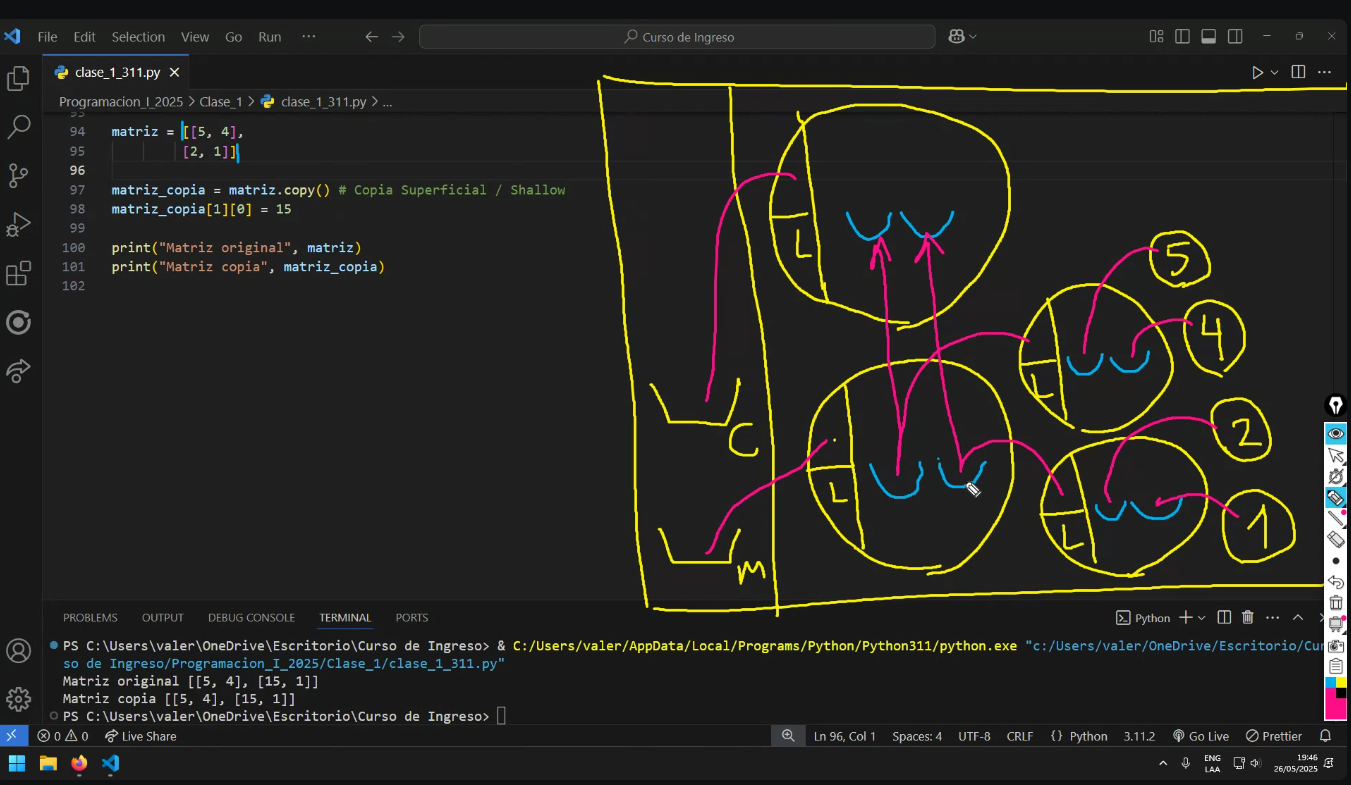 File Edit Selection View Go Run ··· Curso de Ingreso
clase_1_311.py
Programacion_I_2025 > Clase_1 > clase_1_311.py > ...
93
94 matriz = [[5, 4],
95 [2, 1]]
96
97 matriz_copia = matriz.copy() # Copia Superficial / Shallow
98 matriz_copia[1][0] = 15
99
100 print("Matriz original", matriz)
101 print("Matriz copia", matriz_copia)
102
L
5
4
L
C
2
L
1
L
M
PROBLEMS OUTPUT DEBUG CONSOLE TERMINAL PORTS Python
PS C:\Users\valer\OneDrive\Escritorio\Curso de Ingreso> & C:/Users/valer/AppData/Local/Programs/Python/Python311/python.exe "c:/Users/valer/OneDrive/Escritorio/Cur
so de Ingreso/Programacion_I_2025/Clase_1/clase_1_311.py"
Matriz original [[5, 4], [15, 1]]
Matriz copia [[5, 4], [15, 1]]
PS C:\Users\valer\OneDrive\Escritorio\Curso de Ingreso>
0 0 Live Share Ln 96, Col 1 Spaces: 4 UTF-8 CRLF {} Python 3.11.2 Go Live Prettier
ENG 19:46
LAA 26/05/2025